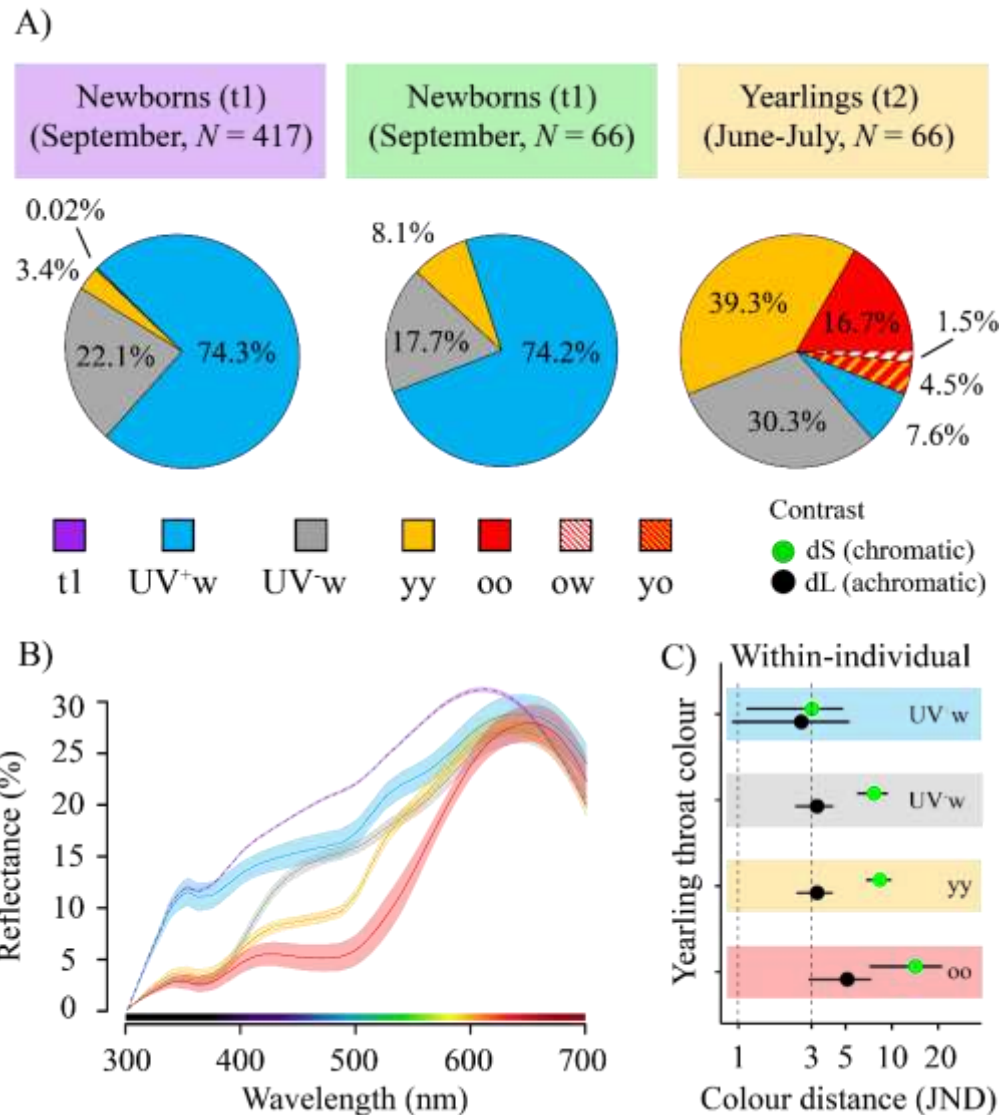 A)
Newborns (t1)
(September, N = 417)
Newborns (t1)
(September, N = 66)
Yearlings (t2)
(June-July, N = 66)
0.02%
3.4%
22.1%
74.3%
8.1%
17.7%
74.2%
39.3%
16.7%
1.5%
4.5%
7.6%
30.3%
t1
UV⁺w
UV⁻w
yy
oo
ow
yo
Contrast
dS (chromatic)
dL (achromatic)
B)
Reflectance (%)
30
25
20
15
10
5
0
300
400
500
600
700
Wavelength (nm)
C)
Within-individual
Yearling throat colour
UV w
UV⁻w
yy
oo
1
3
5
10
20
Colour distance (JND)